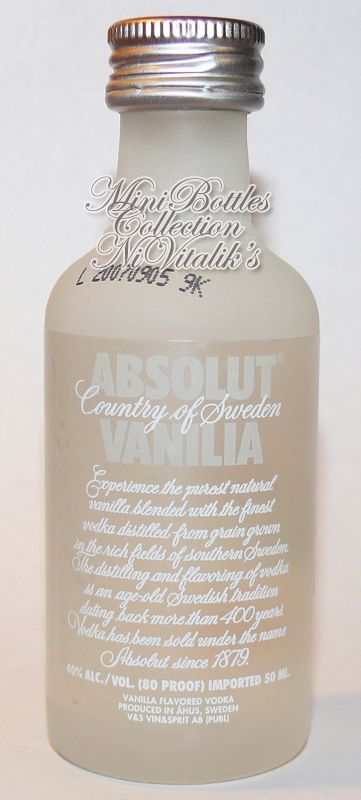 Mini Bottles
Collection
NiVitalik's
L 20070905 9K
ABSOLUT
Country of Sweden
VANILIA
Experience the purest natural
vanilla blended with the finest
vodka distilled from grain grown
in the rich fields of southern Sweden.
The distilling and flavoring of vodka
is an age-old Swedish tradition
dating back more than 400 years.
Vodka has been sold under the name
Absolut since 1879.
40% ALC./VOL. (80 PROOF) IMPORTED 50 ML.
VANILLA FLAVORED VODKA
PRODUCED IN ÅHUS, SWEDEN
V&S VIN&SPRIT AB (PUBL)